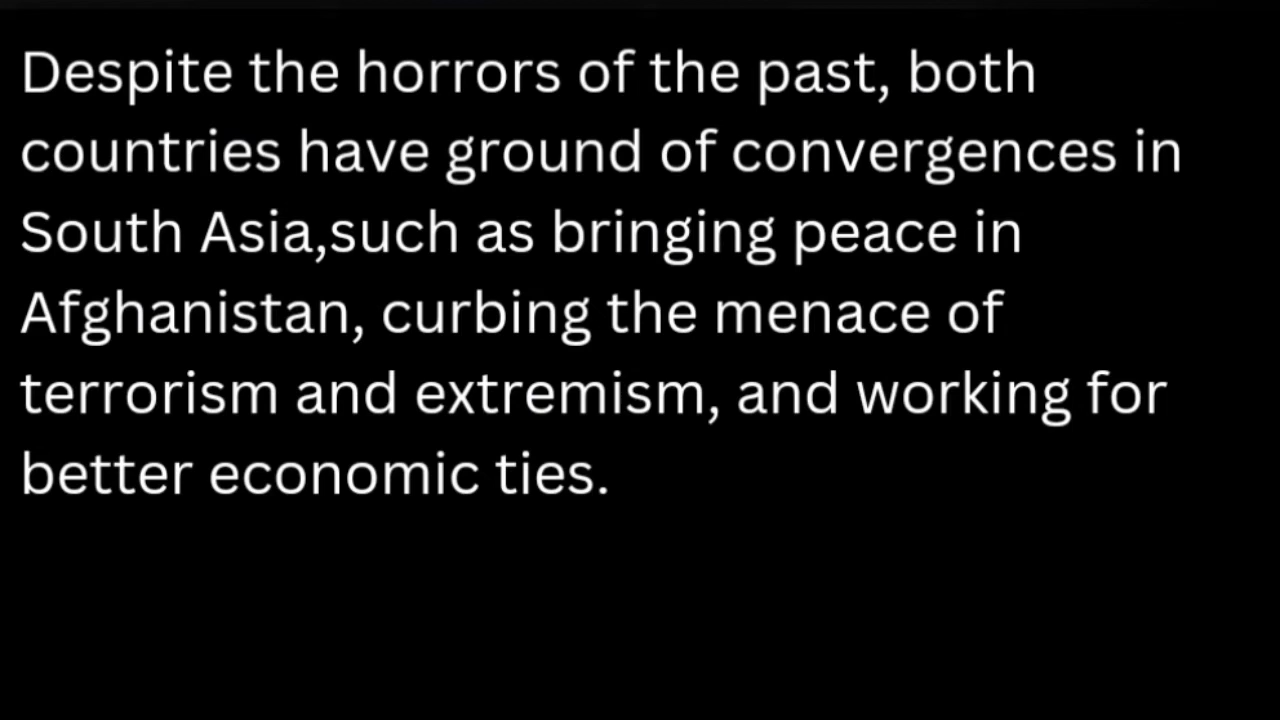 Despite the horrors of the past, both
countries have ground of convergences in
South Asia,such as bringing peace in
Afghanistan, curbing the menace of
terrorism and extremism, and working for
better economic ties.